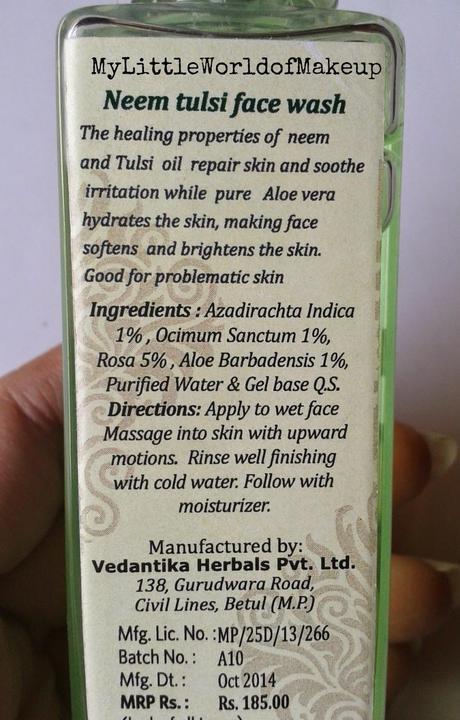 MyLittleWorldofMakeup
Neem tulsi face wash
The healing properties of neem
and Tulsi oil repair skin and soothe
irritation while pure Aloe vera
hydrates the skin, making face
softens and brightens the skin.
Good for problematic skin
Ingredients : Azadirachta Indica
1% , Ocimum Sanctum 1%,
Rosa 5% , Aloe Barbadensis 1%,
Purified Water & Gel base Q.S.
Directions: Apply to wet face
Massage into skin with upward
motions. Rinse well finishing
with cold water. Follow with
moisturizer.
Manufactured by:
Vedantika Herbals Pvt. Ltd.
138, Gurudwara Road,
Civil Lines, Betul (M.P.)
Mfg. Lic. No. :MP/25D/13/266
Batch No. : A10
Mfg. Dt. : Oct 2014
MRP Rs. : Rs. 185.00